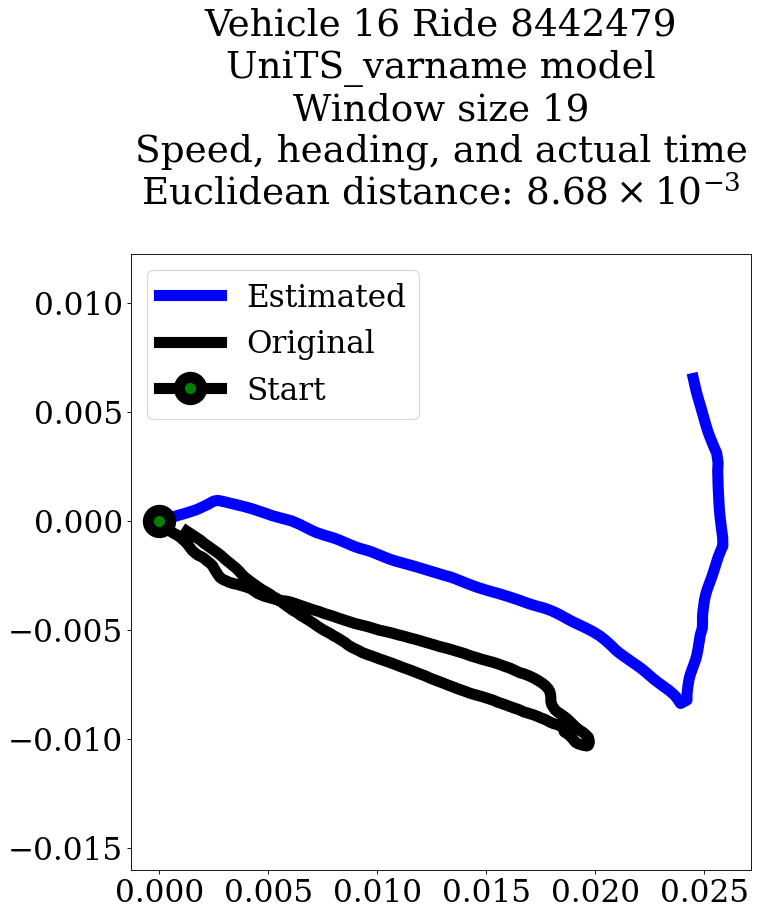 Vehicle 16 Ride 8442479
UniTS_varname model
Window size 19
Speed, heading, and actual time
Euclidean distance: 8.68 × 10⁻³
Estimated
Original
Start
0.010
0.005
0.000
−0.005
−0.010
−0.015
0.000 0.005 0.010 0.015 0.020 0.025